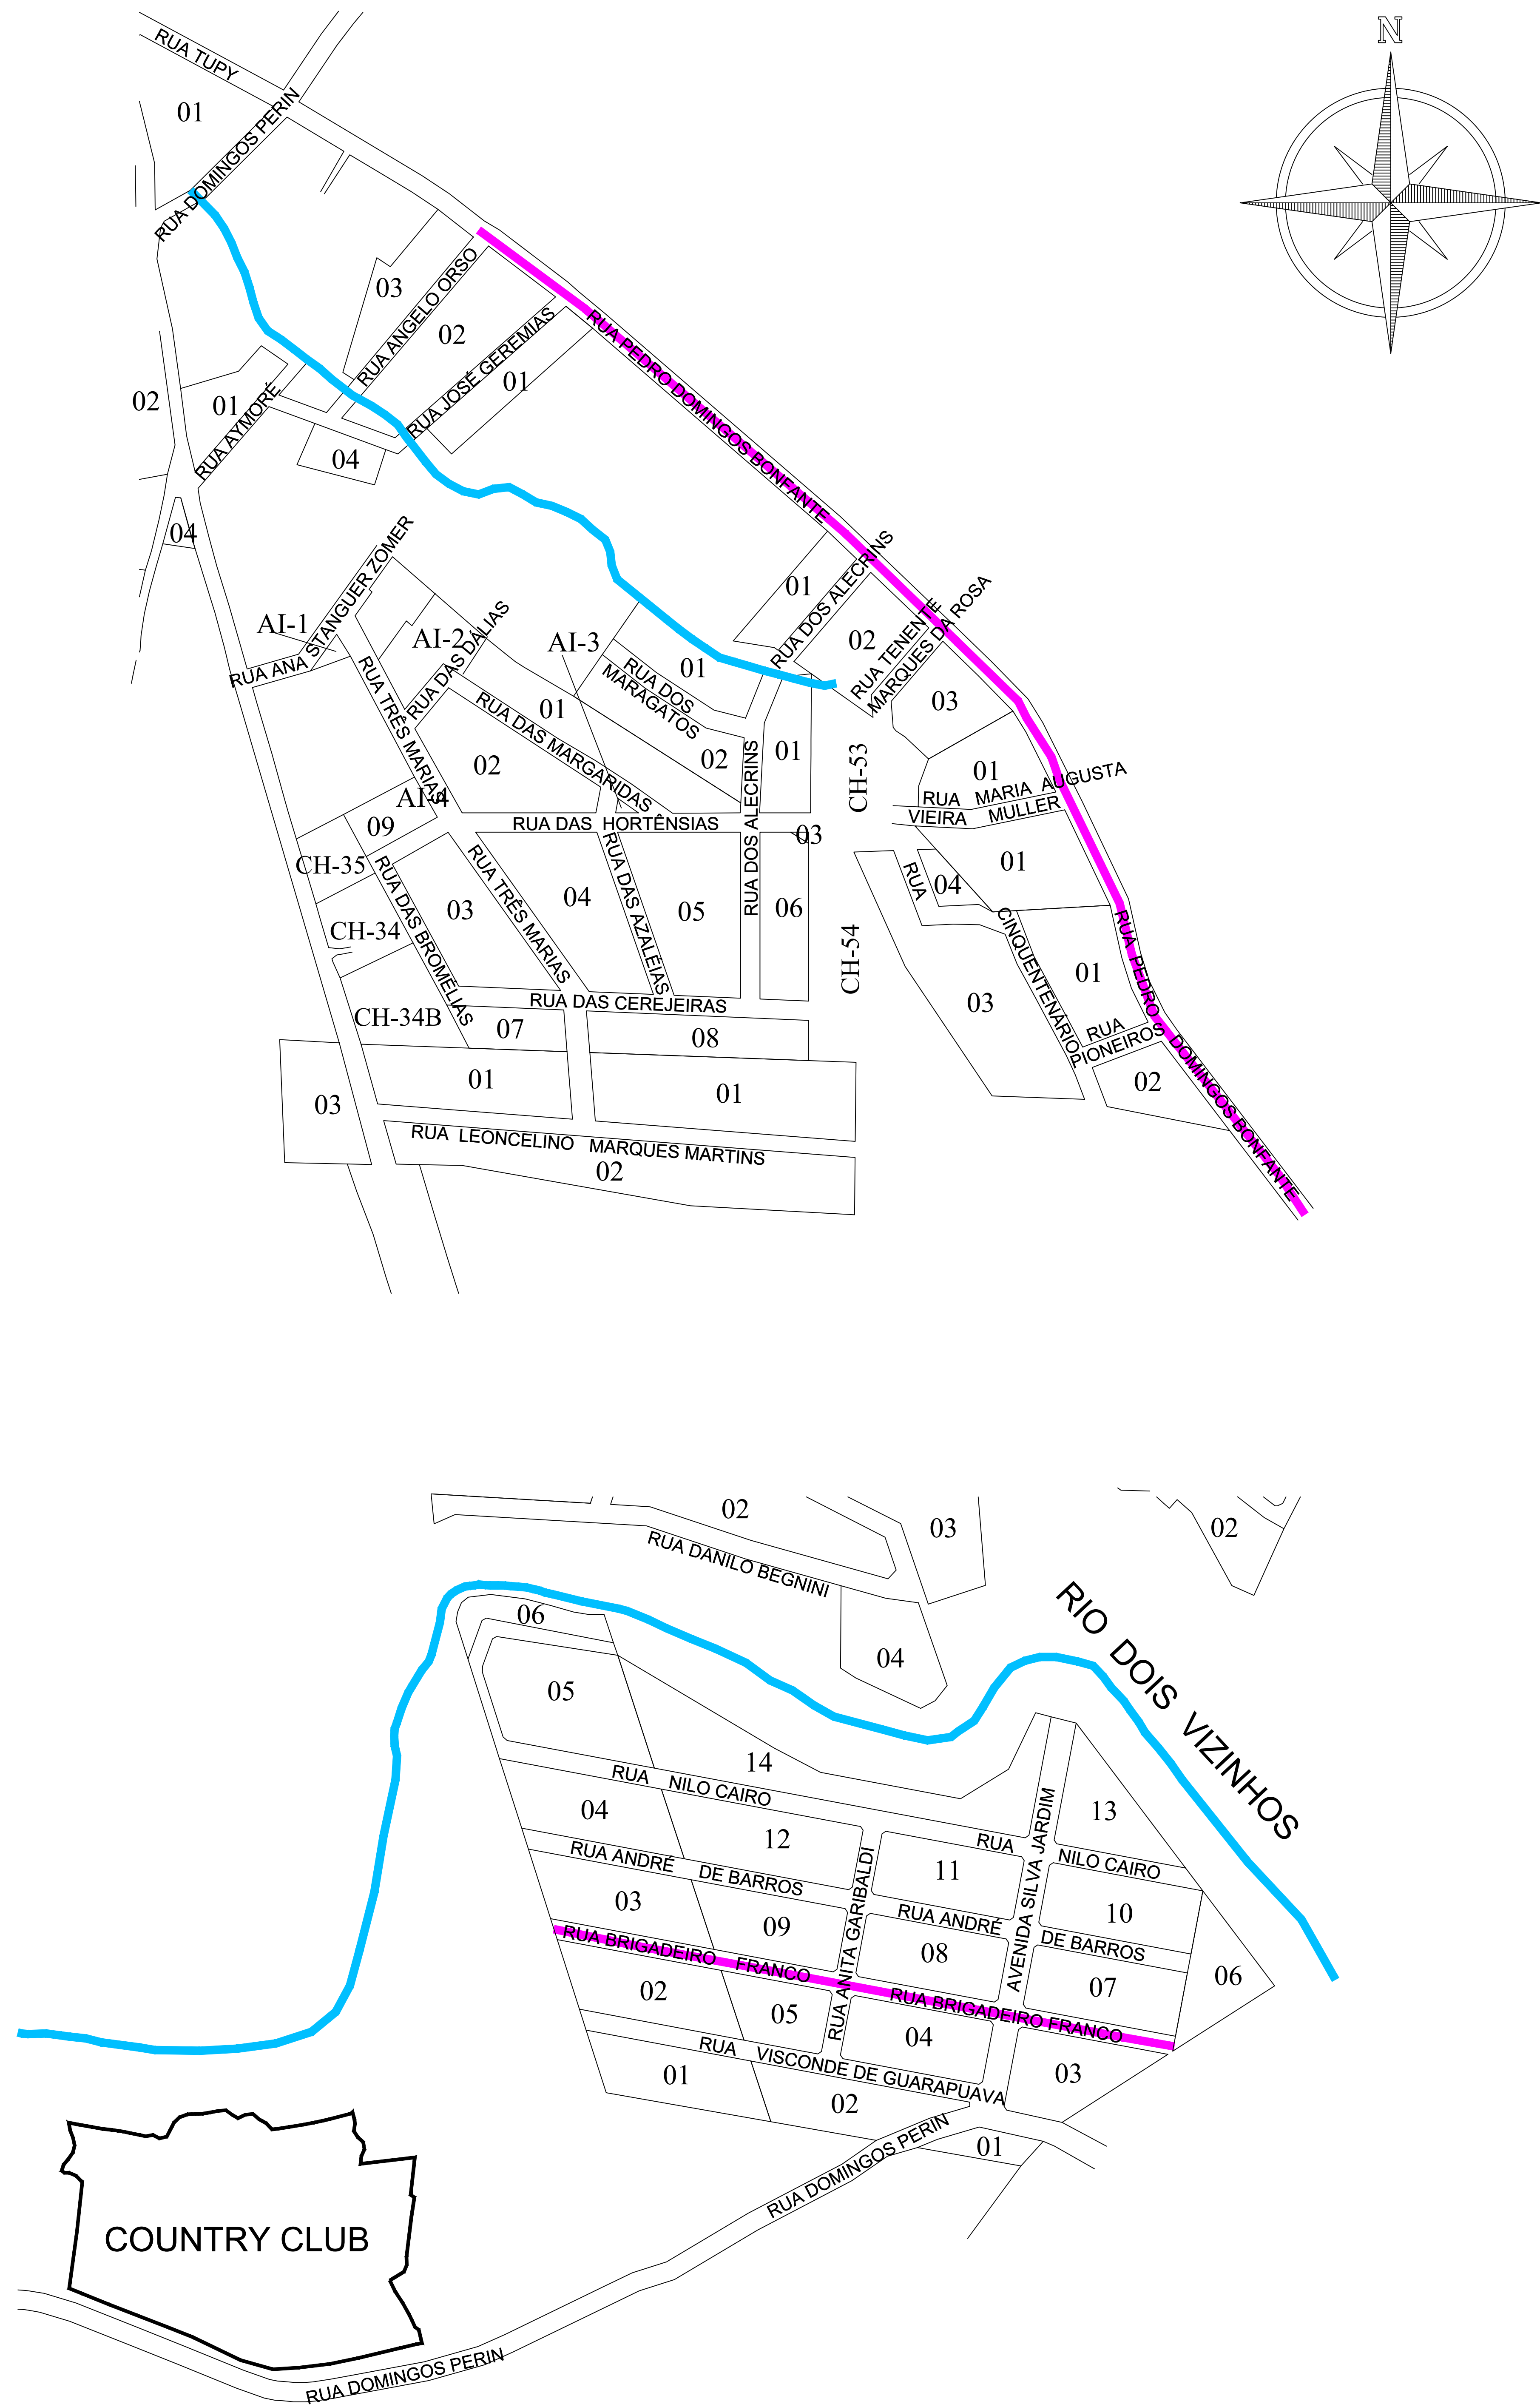 N
RUA TUPY
01
RUA DOMINGOS PERIN
03
RUA ANGELO ORSO
02
RUA JOSÉ GEREMIAS
01
RUA PEDRO DOMINGOS BONFANTE
02
01
RUA AYMORÉ
04
04
RUA ANA STANGUER ZOMER
AI-1
AI-2
AI-3
RUA DAS DÁLIAS
RUA TRÊS MARIAS
01
RUA DOS ALECRINS
02
RUA TENENTE
MARQUES DA ROSA
03
01
RUA DOS
MARAGATOS
01
RUA DAS MARGARIDAS
02
02
01
RUA DOS ALECRINS
CH-53
01
RUA MARIA AUGUSTA
VIEIRA MULLER
AI-4
09
RUA DAS HORTÊNSIAS
03
CH-35
RUA DAS BROMÉLIAS
03
RUA TRÊS MARIAS
04
RUA DAS AZALÉIAS
05
06
01
04
RUA CINQUENTENÁRIO
CH-34
CH-54
01
03
RUA PEDRO DOMINGOS BONFANTE
CH-34B
RUA DAS CEREJEIRAS
07
08
RUA
PIONEIROS
02
01
01
03
RUA LEONCELINO MARQUES MARTINS
02
02
03
02
RUA DANILO BEGNINI
04
RIO DOIS VIZINHOS
06
05
14
RUA NILO CAIRO
04
12
13
RUA NILO CAIRO
11
AVENIDA SILVA JARDIM
RUA ANDRÉ DE BARROS
RUA ANITA GARIBALDI
03
09
10
RUA ANDRÉ DE BARROS
08
07
06
RUA BRIGADEIRO FRANCO
RUA BRIGADEIRO FRANCO
02
05
04
03
RUA VISCONDE DE GUARAPUAVA
01
02
01
RUA DOMINGOS PERIN
COUNTRY CLUB
RUA DOMINGOS PERIN